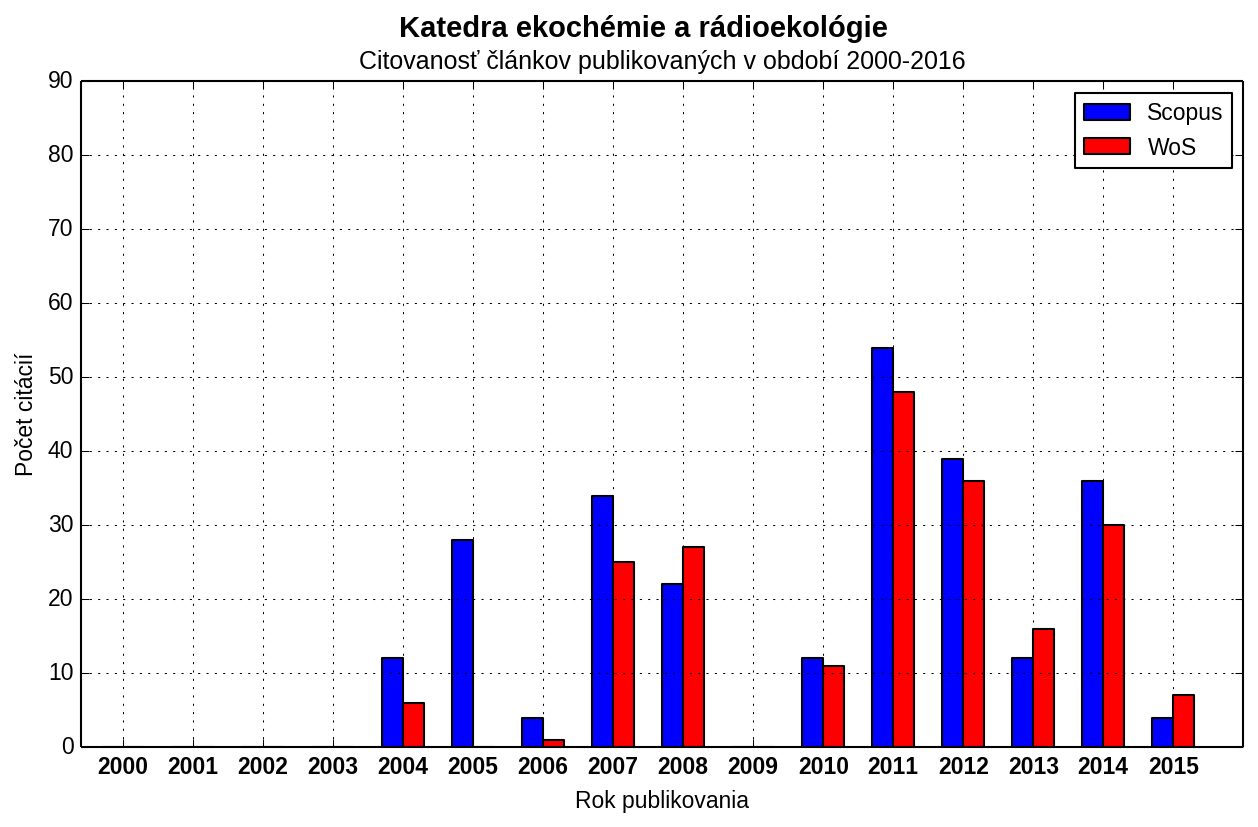 Katedra ekochémie a rádioekológie
Citovanosť článkov publikovaných v období 2000-2016
90
80
70
60
50
40
30
20
10
0
Počet citácií
Scopus
WoS
2000 2001 2002 2003 2004 2005 2006 2007 2008 2009 2010 2011 2012 2013 2014 2015
Rok publikovania